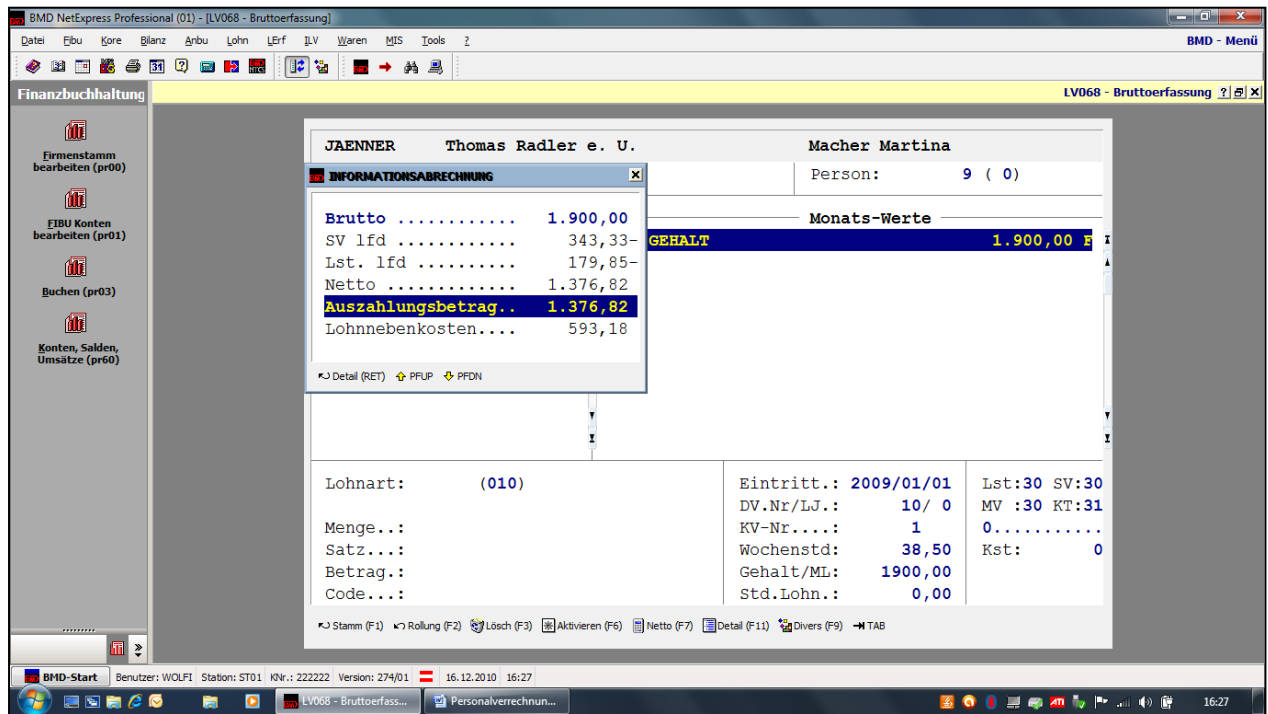 BMD NetExpress Professional (01) - [LV068 - Bruttoerfassung]
Datei Fibu Kore Bilanz Anbu Lohn LErf ILV Waren MIS Tools ? BMD - Menü
Finanzbuchhaltung LV068 - Bruttoerfassung
Firmenstamm
bearbeiten (pr00)
FIBU Konten
bearbeiten (pr01)
Buchen (pr03)
Konten, Salden,
Umsätze (pr60)
JAENNER Thomas Radler e. U. Macher Martina
Person: 9 ( 0)
INFORMATIONSABRECHNUNG
Brutto ............ 1.900,00
SV lfd ............ 343,33-
Lst. lfd .......... 179,85-
Netto ............. 1.376,82
Auszahlungsbetrag.. 1.376,82
Lohnnebenkosten.... 593,18
Detail (RET) PFUP PFDN
Monats-Werte
GEHALT 1.900,00 F
Lohnart: (010)
Menge..:
Satz...:
Betrag.:
Code...:
Eintritt.: 2009/01/01
DV.Nr/LJ.: 10/ 0
KV-Nr....: 1
Wochenstd: 38,50
Gehalt/ML: 1900,00
Std.Lohn.: 0,00
Lst:30 SV:30
MV :30 KT:31
0...........
Kst: 0
Stamm (F1) Rollung (F2) Lösch (F3) Aktivieren (F6) Netto (F7) Detail (F11) Divers (F9) TAB
BMD-Start Benutzer: WOLFI Station: ST01 KNr.: 222222 Version: 274/01 16.12.2010 16:27
LV068 - Bruttoerfass... Personalverrechnun... 16:27